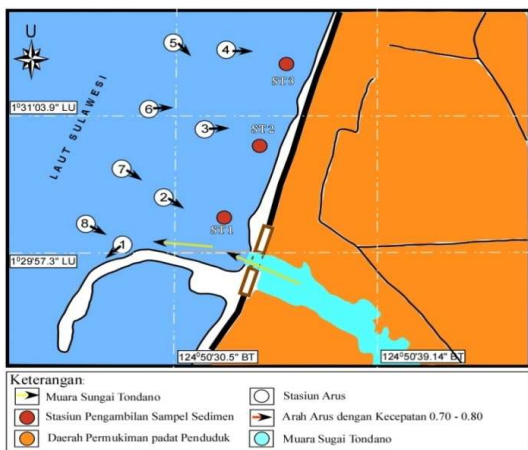 U
5
4
ST3
1°31'03.9" LU
LAUT SULAWESI
6
3
ST2
7
2
8
1
ST1
1°29'57.3" LU
124°50'30.5" BT
124°50'39.14" BT
Keterangan:
Muara Sungai Tondano
Stasiun Arus
Stasiun Pengambilan Sampel Sedimen
Arah Arus dengan Kecepatan 0.70 - 0.80
Daerah Permukiman padat Penduduk
Muara Sugai Tondano